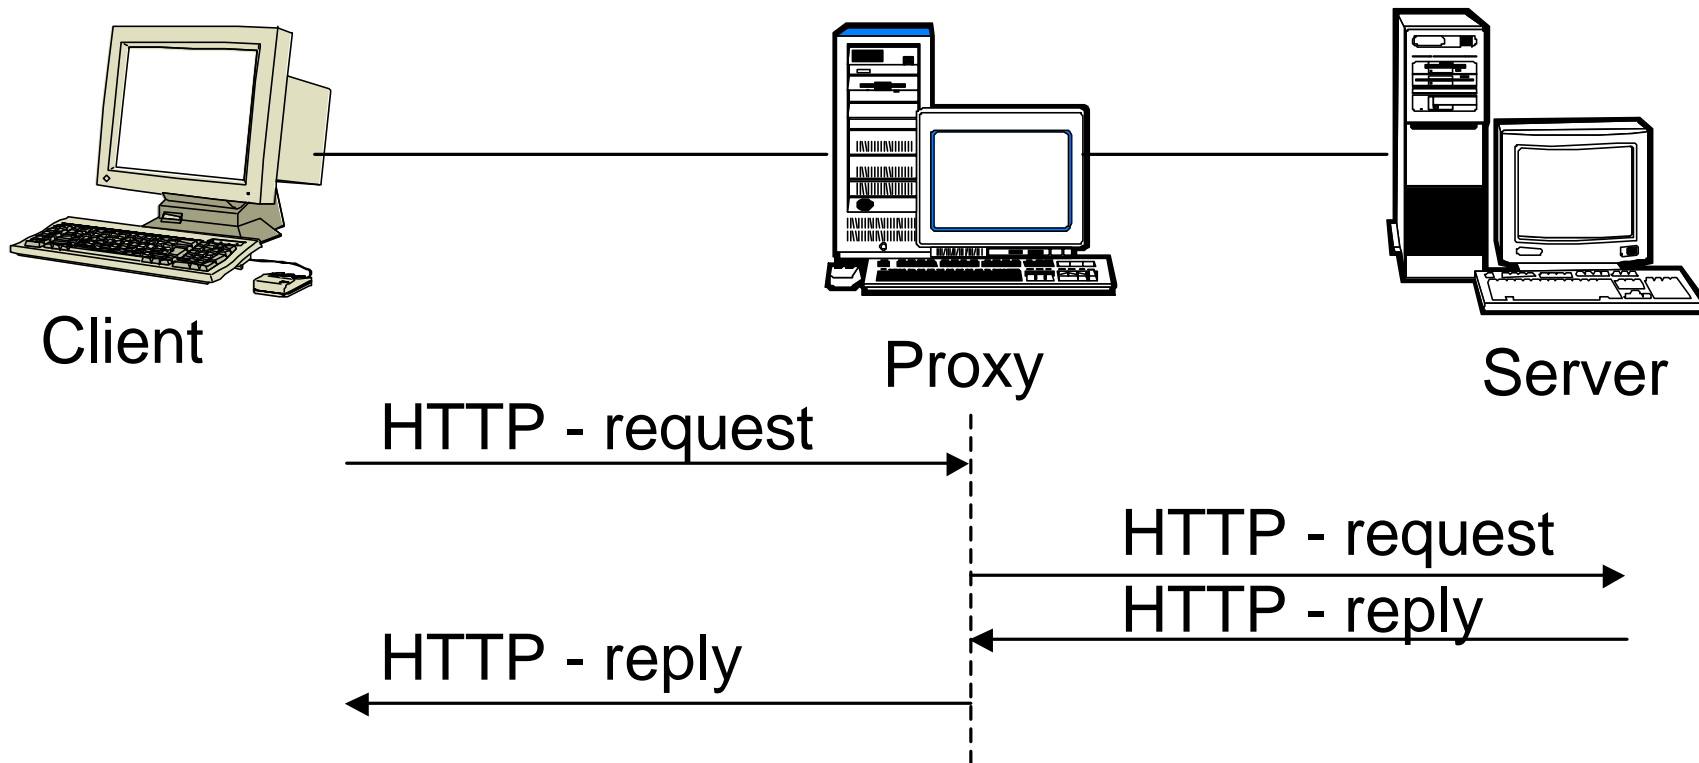 Client
Proxy
Server
HTTP - request
HTTP - request
HTTP - reply
HTTP - reply